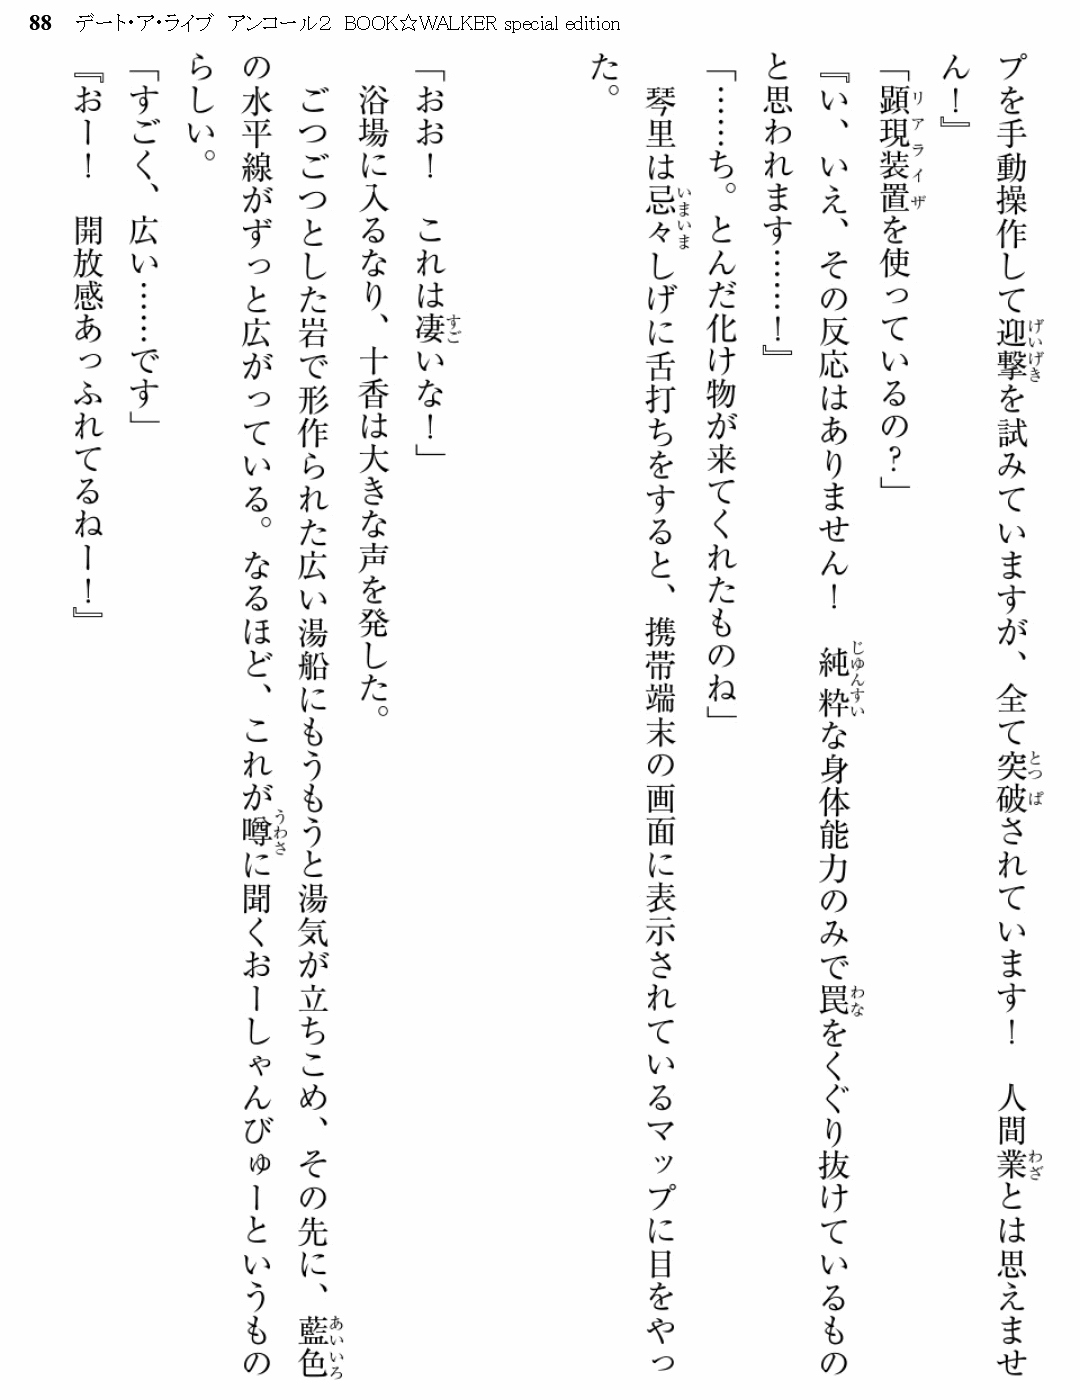 88 デート・ア・ライブ アンコール2 BOOK☆WALKER special edition
プを手動操作して迎撃を試みていますが、全て突破されています！　人間業とは思えませ
ん！』
「顕現装置を使っているの？」
『い、いえ、その反応はありません！　純粋な身体能力のみで罠をくぐり抜けているもの
と思われます……！』
「……ち。とんだ化け物が来てくれたものね」
　琴里は忌々しげに舌打ちをすると、携帯端末の画面に表示されているマップに目をやっ
た。
「おお！　これは凄いな！」
　浴場に入るなり、十香は大きな声を発した。
　ごつごつとした岩で形作られた広い湯船にもうもうと湯気が立ちこめ、その先に、藍色
の水平線がずっと広がっている。なるほど、これが噂に聞くおーしゃんびゅーというもの
らしい。
「すごく、広い……です」
『おー！　開放感あっふれてるねー！』